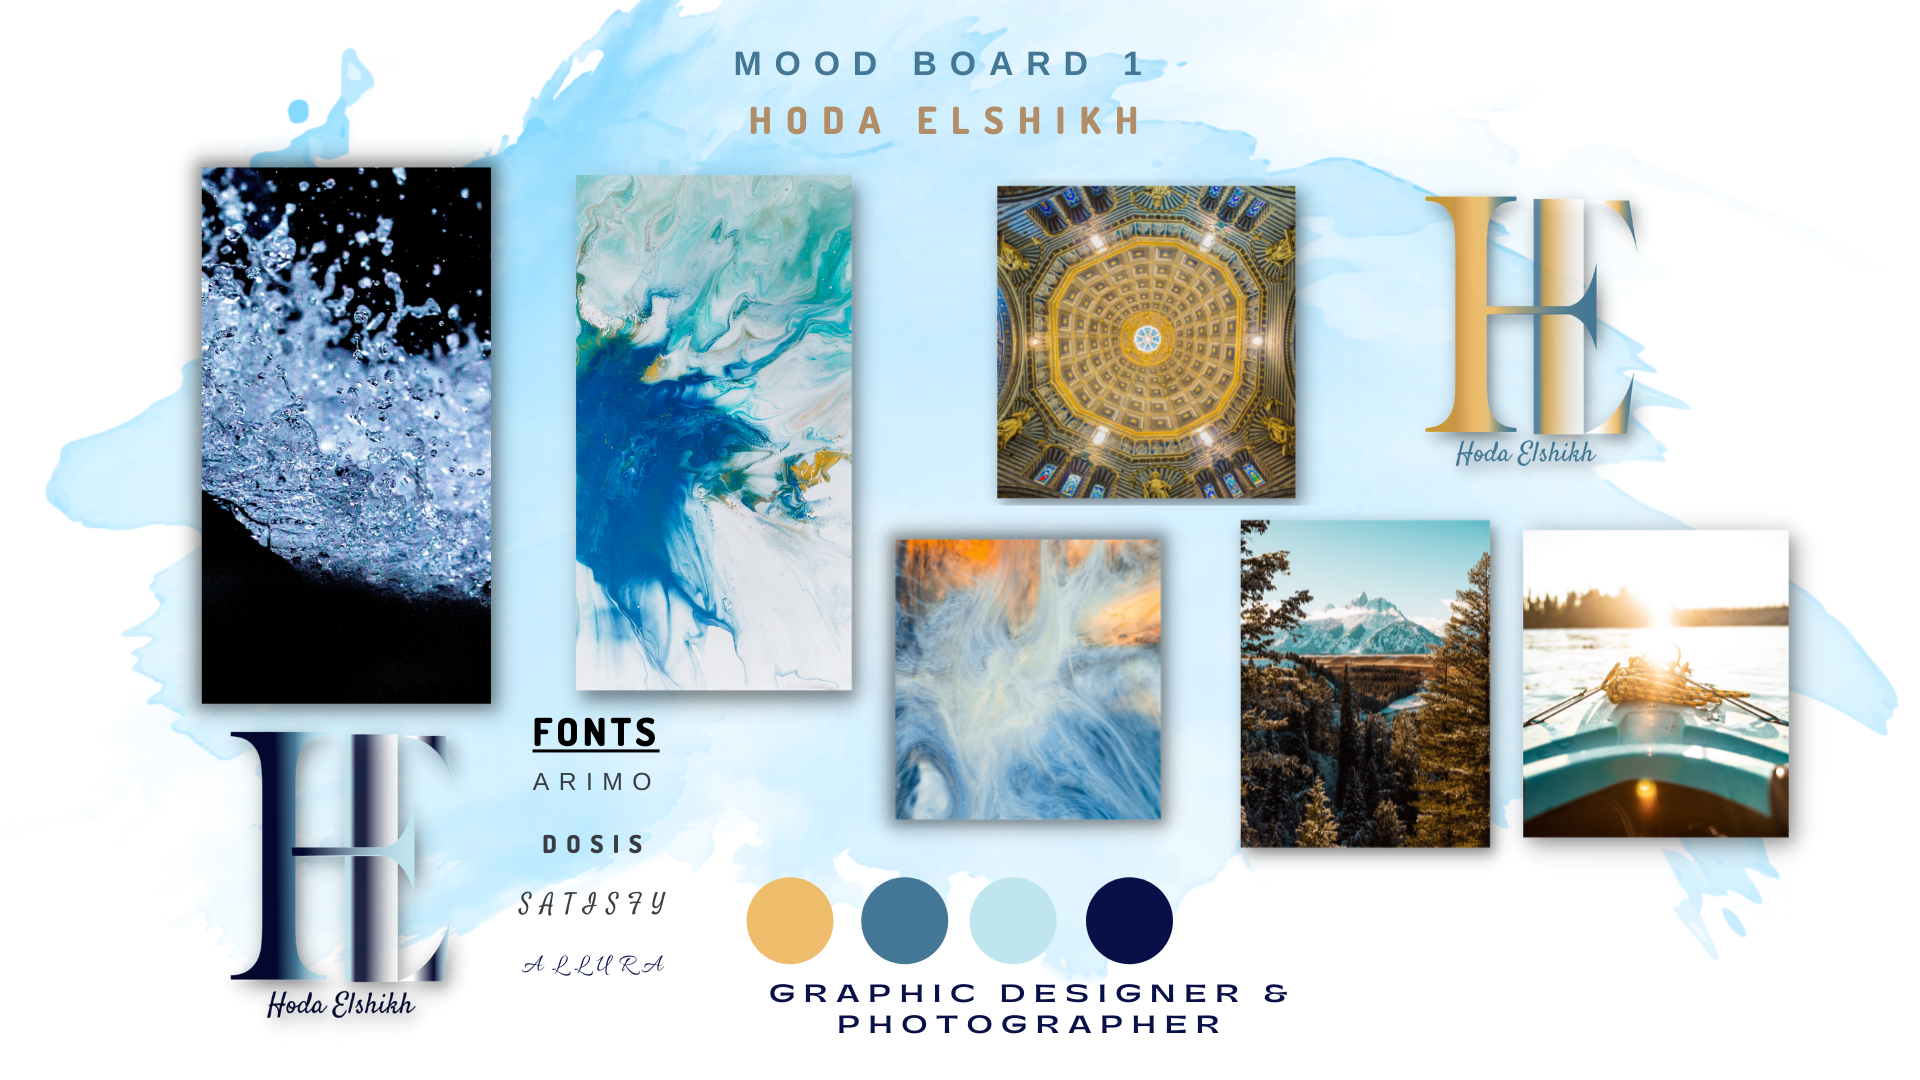 MOOD BOARD 1
HODA ELSHIKH
HE
Hoda Elshikh
HE
Hoda Elshikh
FONTS
ARIMO
DOSIS
SATISFY
ALLURA
GRAPHIC DESIGNER &
PHOTOGRAPHER